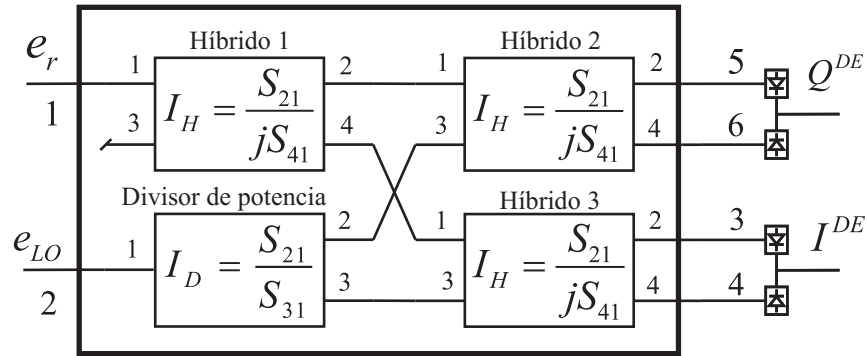 e_r
1
Híbrido 1
1
3
I_H = S_21 / jS_41
2
4
Híbrido 2
1
3
I_H = S_21 / jS_41
2
4
5
6
Q^DE
e_LO
2
Divisor de potencia
1
I_D = S_21 / S_31
2
3
Híbrido 3
1
3
I_H = S_21 / jS_41
2
4
3
4
I^DE